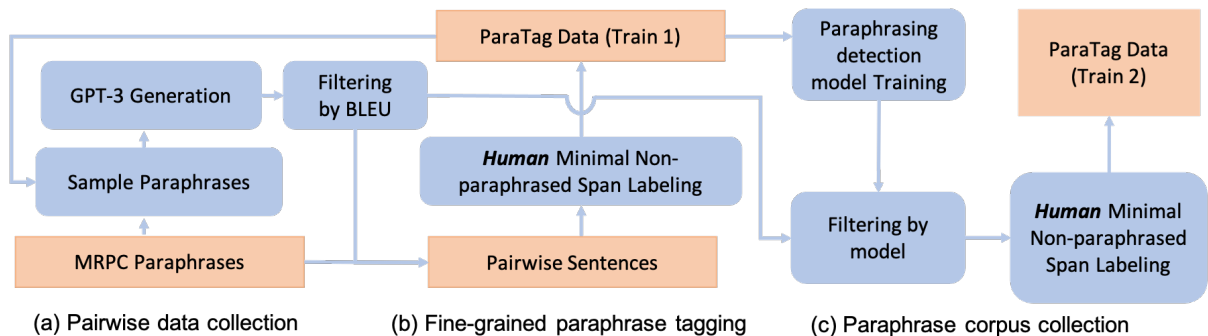 ParaTag Data (Train 1)
GPT-3 Generation
Filtering
by BLEU
Sample Paraphrases
MRPC Paraphrases
Human Minimal Non-
paraphrased Span Labeling
Pairwise Sentences
Paraphrasing
detection
model Training
Filtering by
model
ParaTag Data
(Train 2)
Human Minimal
Non-paraphrased
Span Labeling
(a) Pairwise data collection
(b) Fine-grained paraphrase tagging
(c) Paraphrase corpus collection